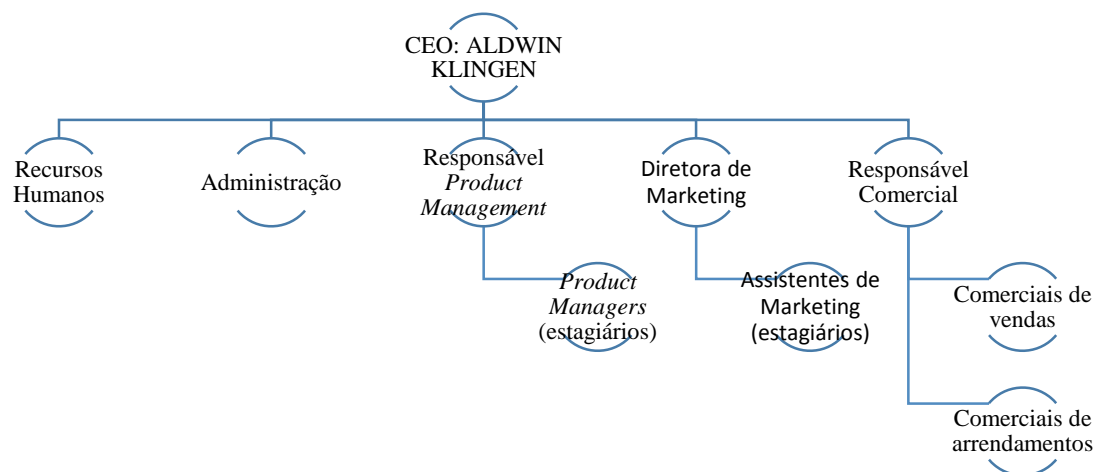 CEO: ALDWIN
KLINGEN
Recursos
Humanos
Administração
Responsável
Product
Management
Diretora de
Marketing
Responsável
Comercial
Product
Managers
(estagiários)
Assistentes de
Marketing
(estagiários)
Comerciais de
vendas
Comerciais de
arrendamentos